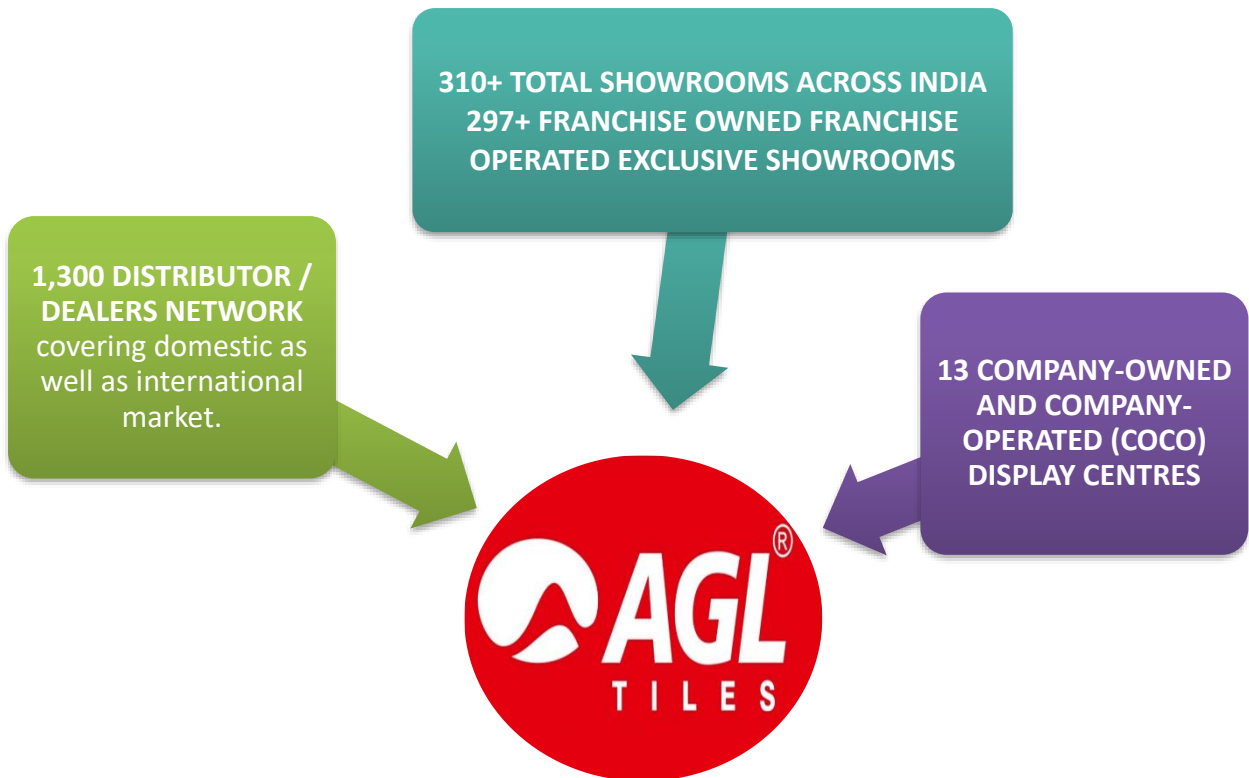 310+ TOTAL SHOWROOMS ACROSS INDIA
297+ FRANCHISE OWNED FRANCHISE
OPERATED EXCLUSIVE SHOWROOMS
1,300 DISTRIBUTOR /
DEALERS NETWORK
covering domestic as
well as international
market.
13 COMPANY-OWNED
AND COMPANY-
OPERATED (COCO)
DISPLAY CENTRES
AGL®
TILES